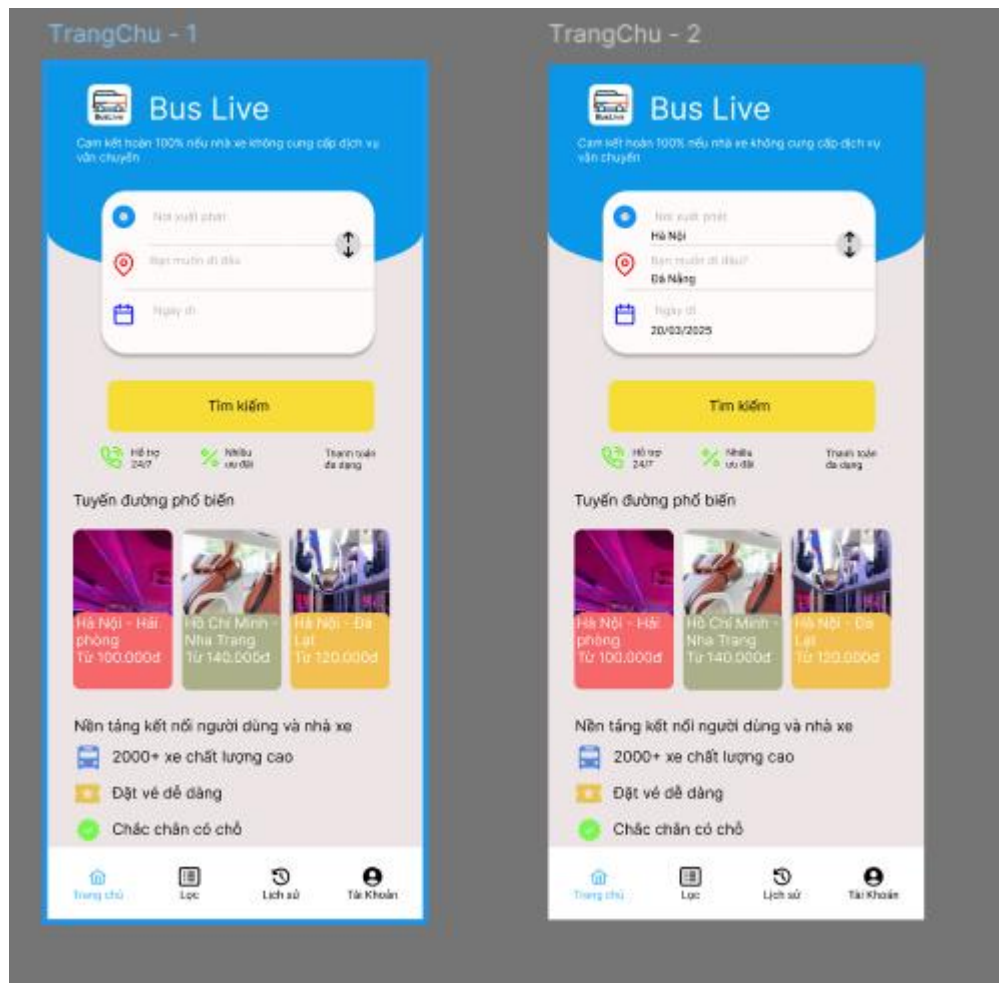 TrangChu - 1
Bus Live
Cam kết hoàn 100% nếu nhà xe không cung cấp dịch vụ
vận chuyển
Nơi xuất phát
Bạn muốn đi đâu
Ngày đi
Tìm kiếm
Hỗ trợ
24/7
Nhiều
ưu đãi
Thanh toán
đa dạng
Tuyến đường phổ biến
Hà Nội - Hải
phòng
Từ 100.000đ
Hồ Chí Minh -
Nha Trang
Từ 140.000đ
Hà Nội - Đà
Lạt
Từ 120.000đ
Nền tảng kết nối người dùng và nhà xe
2000+ xe chất lượng cao
Đặt vé dễ dàng
Chắc chắn có chỗ
Trang chủ
Lọc
Lịch sử
Tài Khoản
TrangChu - 2
Bus Live
Cam kết hoàn 100% nếu nhà xe không cung cấp dịch vụ
vận chuyển
Nơi xuất phát
Hà Nội
Bạn muốn đi đâu?
Đà Nẵng
Ngày đi
20/03/2025
Tìm kiếm
Hỗ trợ
24/7
Nhiều
ưu đãi
Thanh toán
đa dạng
Tuyến đường phổ biến
Hà Nội - Hải
phòng
Từ 100.000đ
Hồ Chí Minh -
Nha Trang
Từ 140.000đ
Hà Nội - Đà
Lạt
Từ 120.000đ
Nền tảng kết nối người dùng và nhà xe
2000+ xe chất lượng cao
Đặt vé dễ dàng
Chắc chắn có chỗ
Trang chủ
Lọc
Lịch sử
Tài Khoản